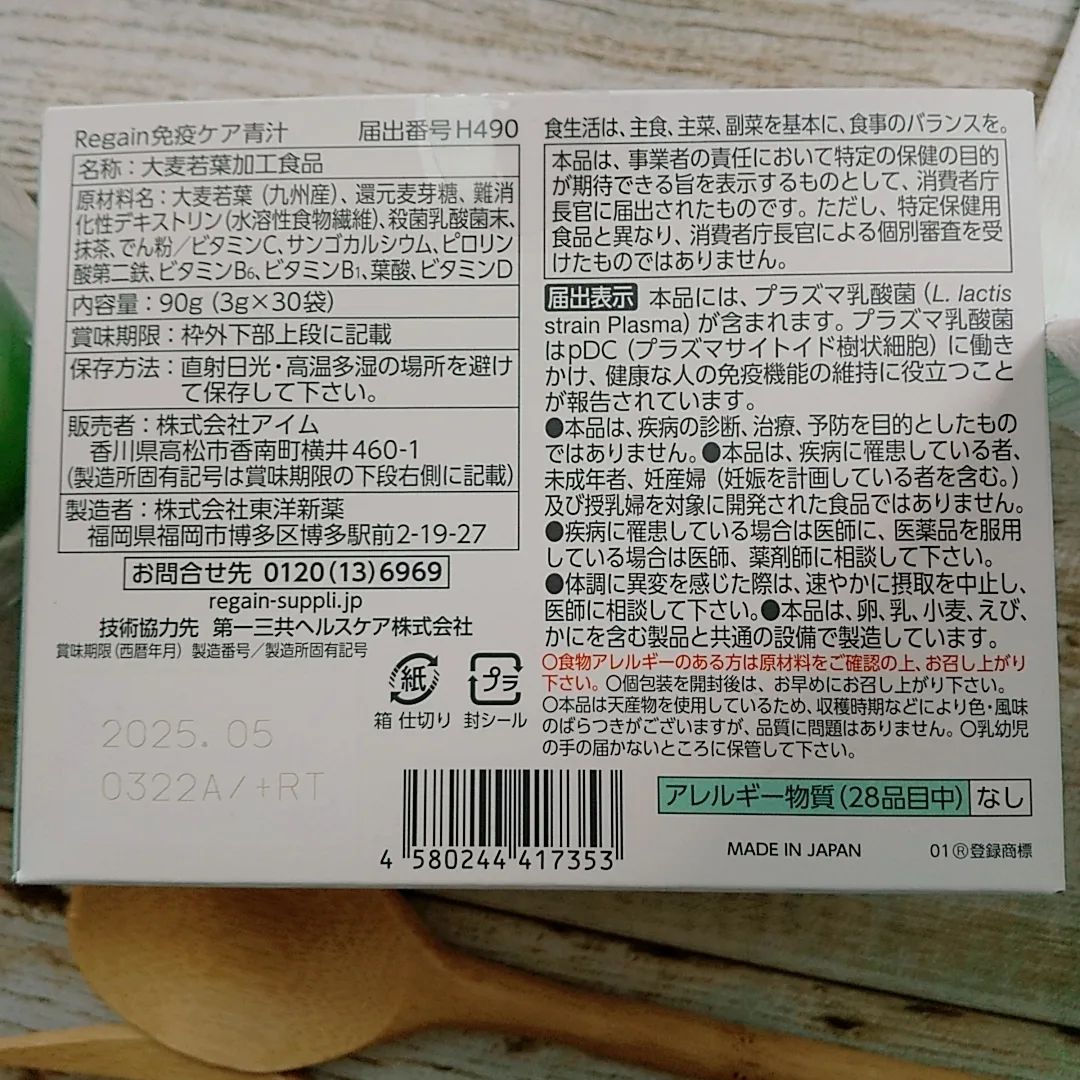 Regain免疫ケア青汁 届出番号H490
名称：大麦若葉加工食品
原材料名：大麦若葉（九州産）、還元麦芽糖、難消
化性デキストリン(水溶性食物繊維)、殺菌乳酸菌末、
抹茶、でん粉／ビタミンC、サンゴカルシウム、ピロリン
酸第二鉄、ビタミンB6、ビタミンB1、葉酸、ビタミンD
内容量：90g (3g×30袋)
賞味期限：枠外下部上段に記載
保存方法：直射日光・高温多湿の場所を避け
て保存して下さい。
販売者：株式会社アイム
香川県高松市香南町横井460-1
(製造所固有記号は賞味期限の下段右側に記載)
製造者：株式会社東洋新薬
福岡県福岡市博多区博多駅前2-19-27
お問合せ先 0120(13)6969
regain-suppli.jp
技術協力先 第一三共ヘルスケア株式会社
賞味期限(西暦年月) 製造番号／製造所固有記号
2025.05
0322A/+RT
紙
箱 仕切り
プラ
封シール
4 580244 417353
食生活は、主食、主菜、副菜を基本に、食事のバランスを。
本品は、事業者の責任において特定の保健の目的
が期待できる旨を表示するものとして、消費者庁
長官に届出されたものです。ただし、特定保健用
食品と異なり、消費者庁長官による個別審査を受
けたものではありません。
届出表示 本品には、プラズマ乳酸菌（L. lactis
strain Plasma）が含まれます。プラズマ乳酸菌
はpDC（プラズマサイトイド樹状細胞）に働き
かけ、健康な人の免疫機能の維持に役立つこと
が報告されています。
●本品は、疾病の診断、治療、予防を目的としたもの
ではありません。●本品は、疾病に罹患している者、
未成年者、妊産婦（妊娠を計画している者を含む。）
及び授乳婦を対象に開発された食品ではありません。
●疾病に罹患している場合は医師に、医薬品を服用
している場合は医師、薬剤師に相談して下さい。
●体調に異変を感じた際は、速やかに摂取を中止し、
医師に相談して下さい。●本品は、卵、乳、小麦、えび、
かにを含む製品と共通の設備で製造しています。
〇食物アレルギーのある方は原材料をご確認の上、お召し上がり
下さい。〇個包装を開封後は、お早めにお召し上がり下さい。
〇本品は天産物を使用しているため、収穫時期などにより色・風味
のばらつきがございますが、品質に問題はありません。〇乳幼児
の手の届かないところに保管して下さい。
アレルギー物質(28品目中) なし
MADE IN JAPAN 01Ⓡ登録商標